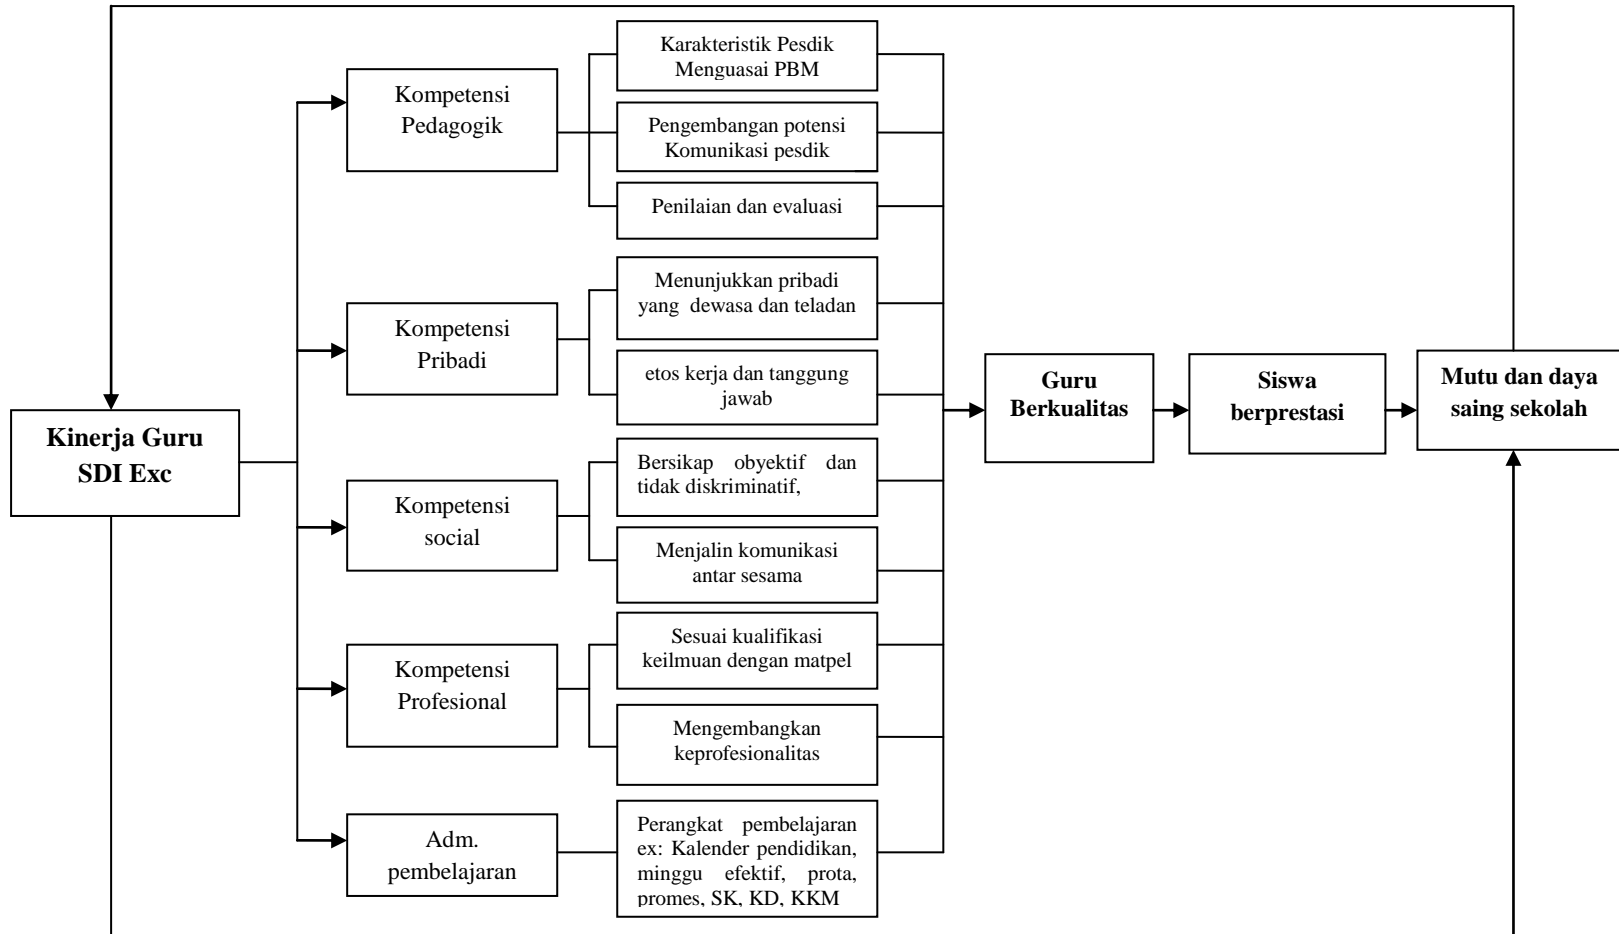 Karakteristik Pesdik
Menguasai PBM
Kompetensi
Pedagogik
Pengembangan potensi
Komunikasi pesdik
Penilaian dan evaluasi
Menunjukkan pribadi
yang dewasa dan teladan
Kompetensi
Pribadi
etos kerja dan tanggung
jawab
Guru
Berkualitas
Siswa
berprestasi
Mutu dan daya
saing sekolah
Kinerja Guru
SDI Exc
Bersikap obyektif dan
tidak diskriminatif,
Kompetensi
social
Menjalin komunikasi
antar sesama
Sesuai kualifikasi
keilmuan dengan matpel
Kompetensi
Profesional
Mengembangkan
keprofesionalitas
Adm.
pembelajaran
Perangkat pembelajaran
ex: Kalender pendidikan,
minggu efektif, prota,
promes, SK, KD, KKM